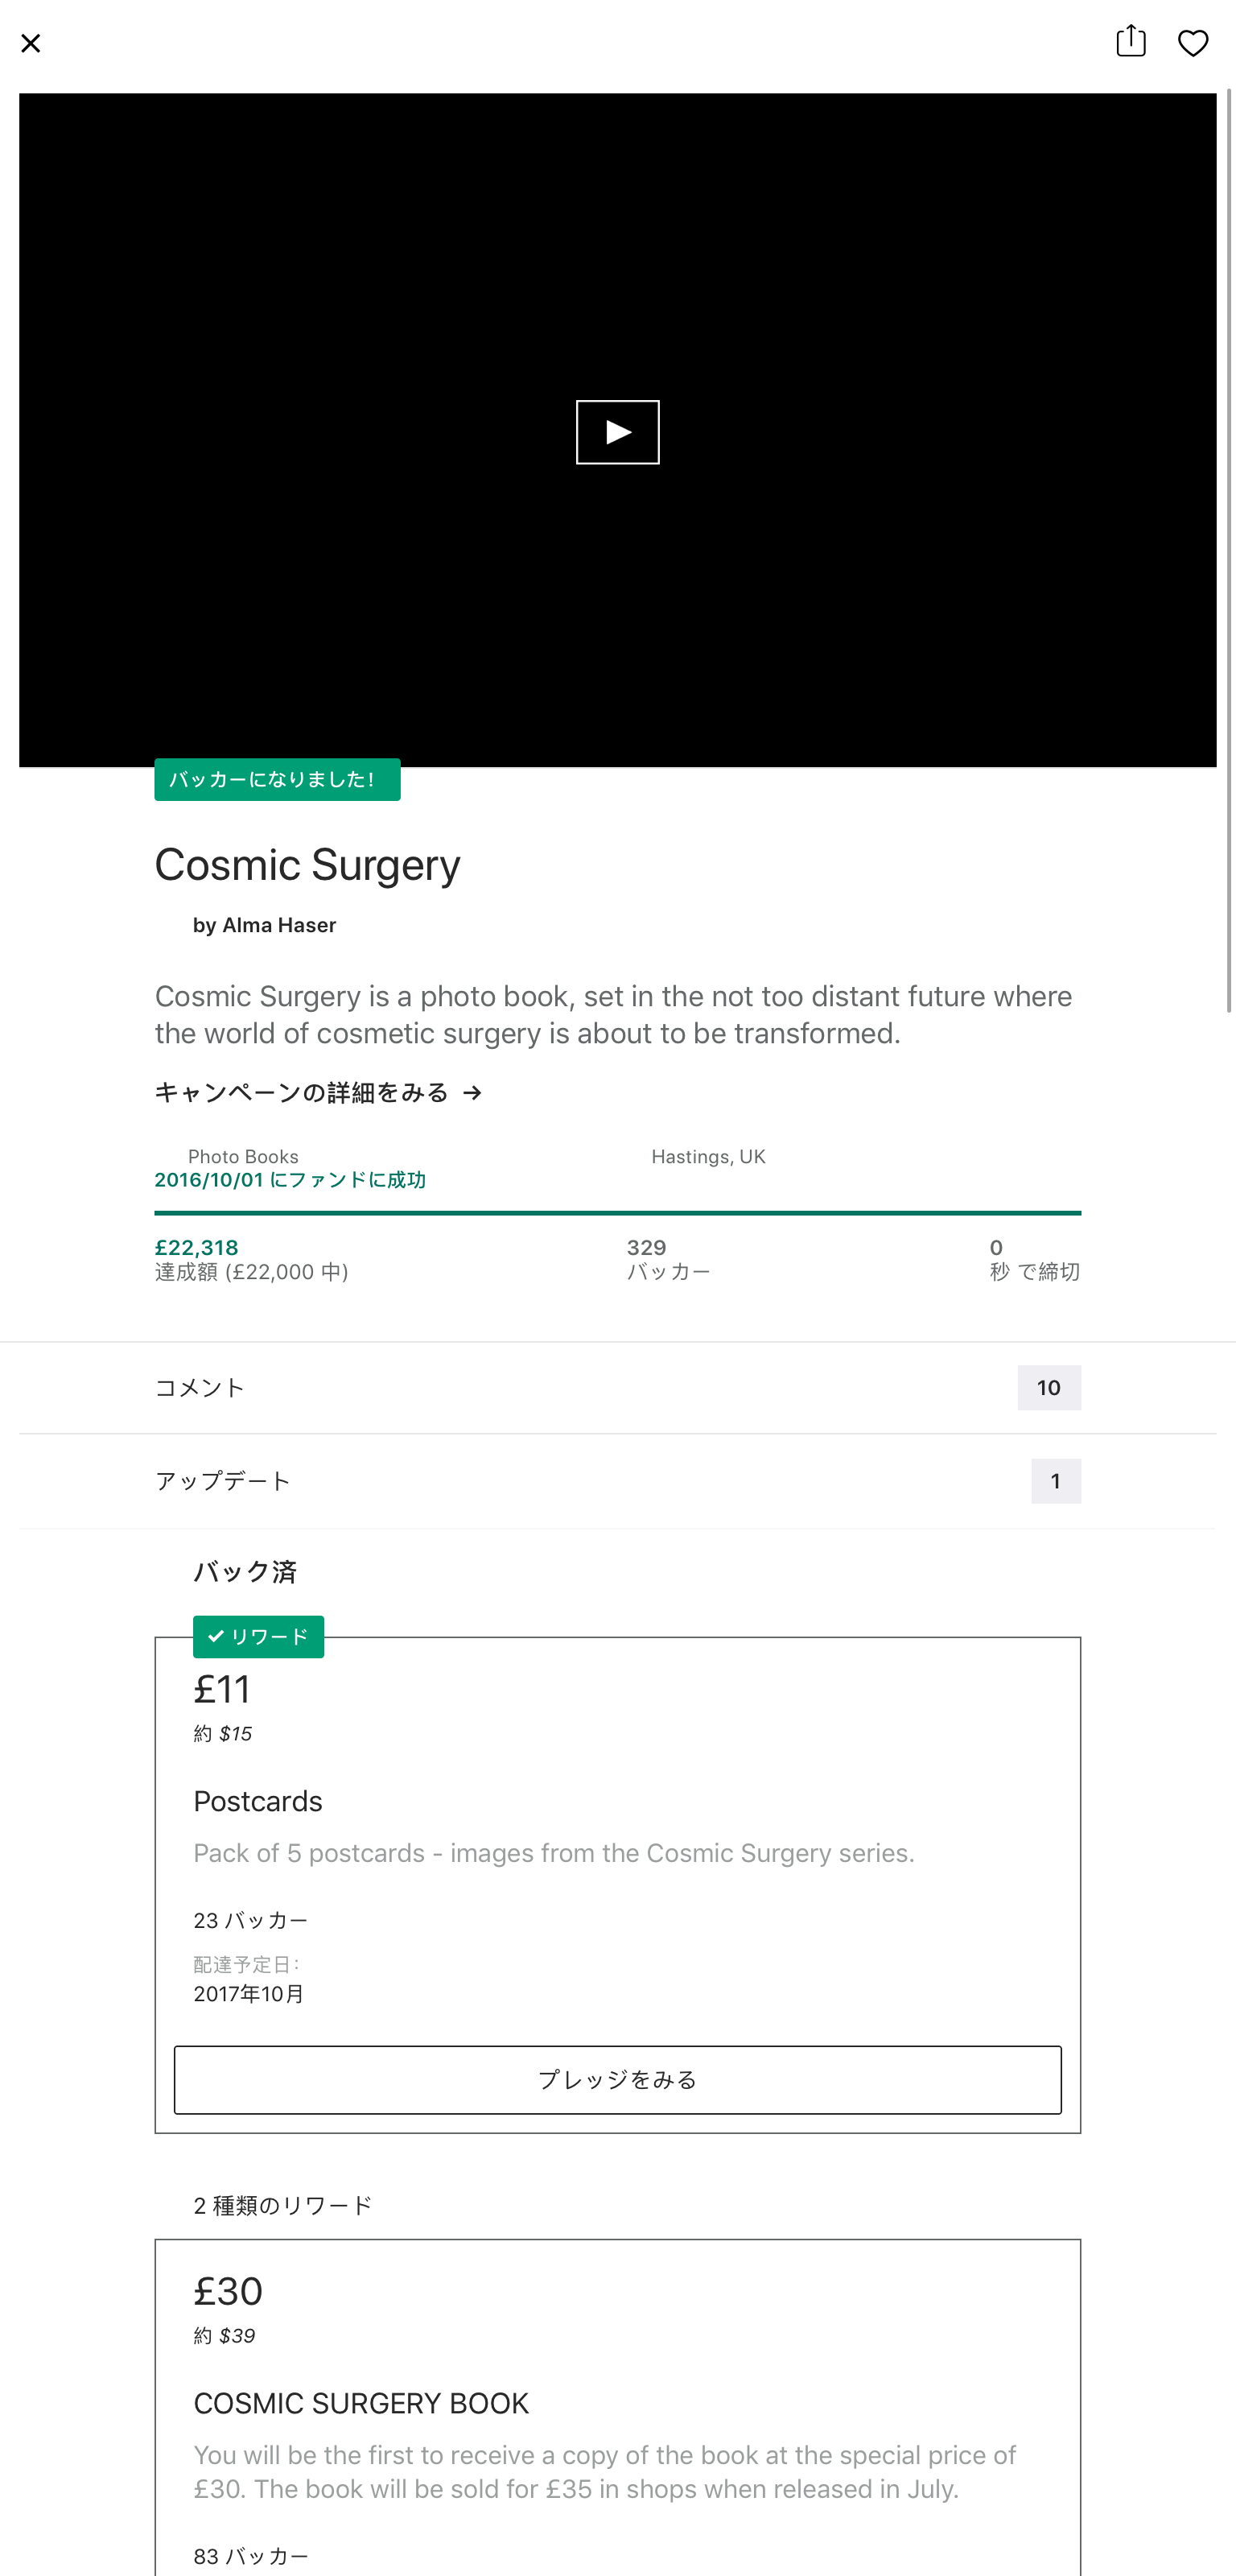 バッカーになりました！
Cosmic Surgery
by Alma Haser
Cosmic Surgery is a photo book, set in the not too distant future where
the world of cosmetic surgery is about to be transformed.
キャンペーンの詳細をみる →
Photo Books
Hastings, UK
2016/10/01 にファンドに成功
£22,318
329
0
達成額 (£22,000 中)
バッカー
秒 で締切
コメント
10
アップデート
1
バック済
リワード
£11
約 $15
Postcards
Pack of 5 postcards - images from the Cosmic Surgery series.
23 バッカー
配達予定日：
2017年10月
プレッジをみる
2 種類のリワード
£30
約 $39
COSMIC SURGERY BOOK
You will be the first to receive a copy of the book at the special price of
£30. The book will be sold for £35 in shops when released in July.
83 バッカー